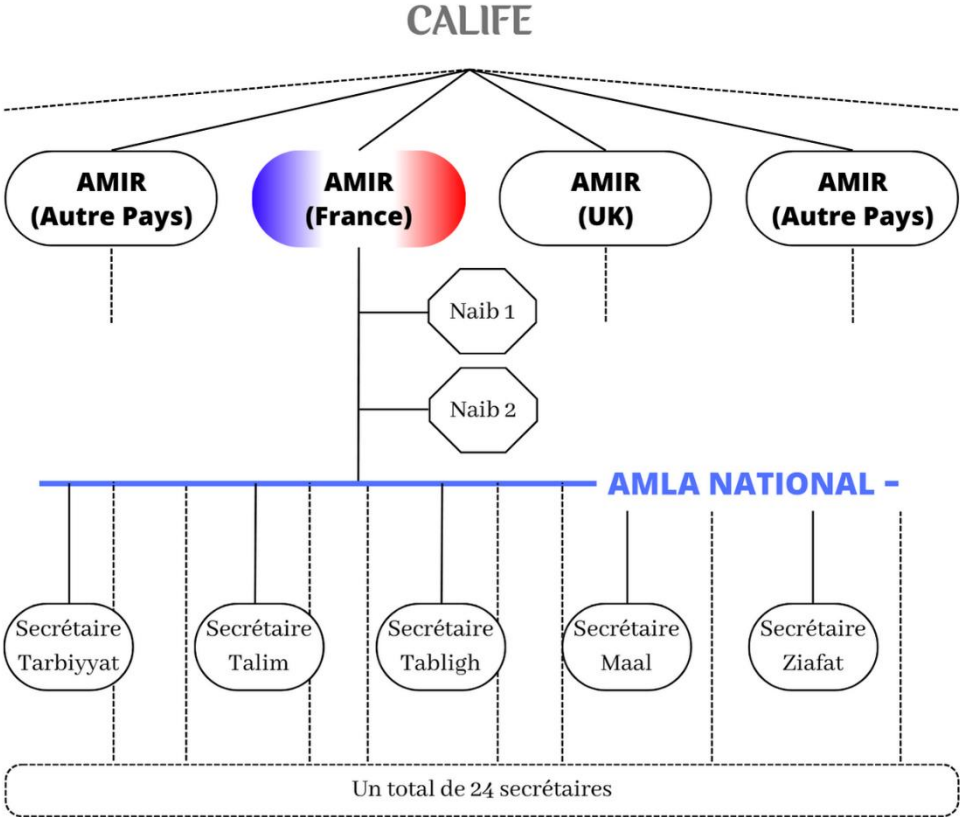 CALIFE
AMIR
(Autre Pays)
AMIR
(France)
AMIR
(UK)
AMIR
(Autre Pays)
Naib 1
Naib 2
AMLA NATIONAL
Secrétaire
Tarbiyyat
Secrétaire
Talim
Secrétaire
Tabligh
Secrétaire
Maal
Secrétaire
Ziafat
Un total de 24 secrétaires